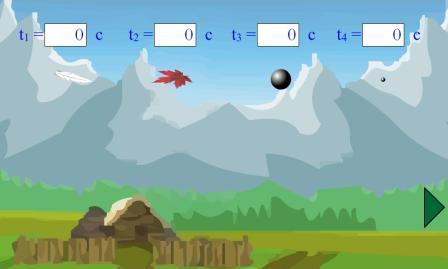 t₁ = 0 с t₂ = 0 с t₃ = 0 с t₄ = 0 с